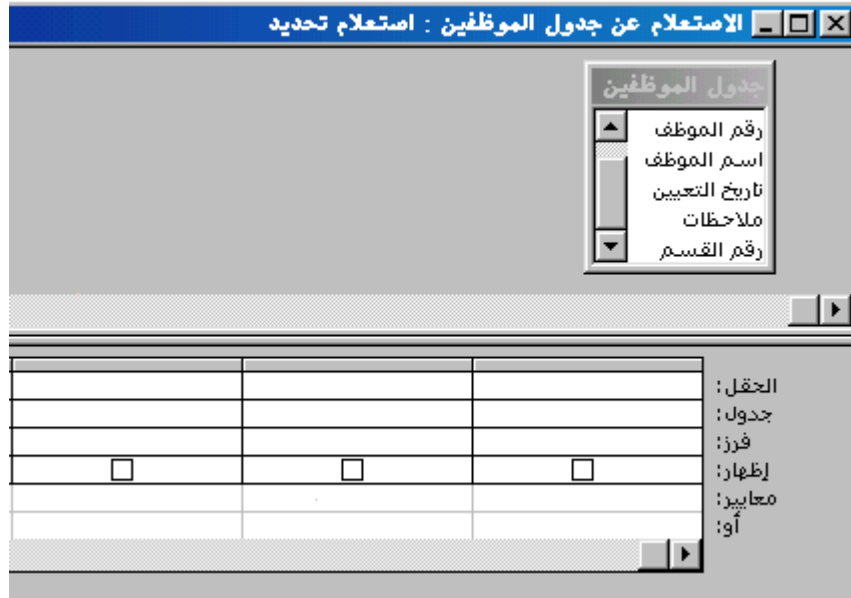 الاستعلام عن جدول الموظفين : استعلام تحديد
جدول الموظفين
رقم الموظف
اسم الموظف
تاريخ التعيين
ملاحظات
رقم القسم
الحقل:
جدول:
فرز:
إظهار:
معايير:
أو: